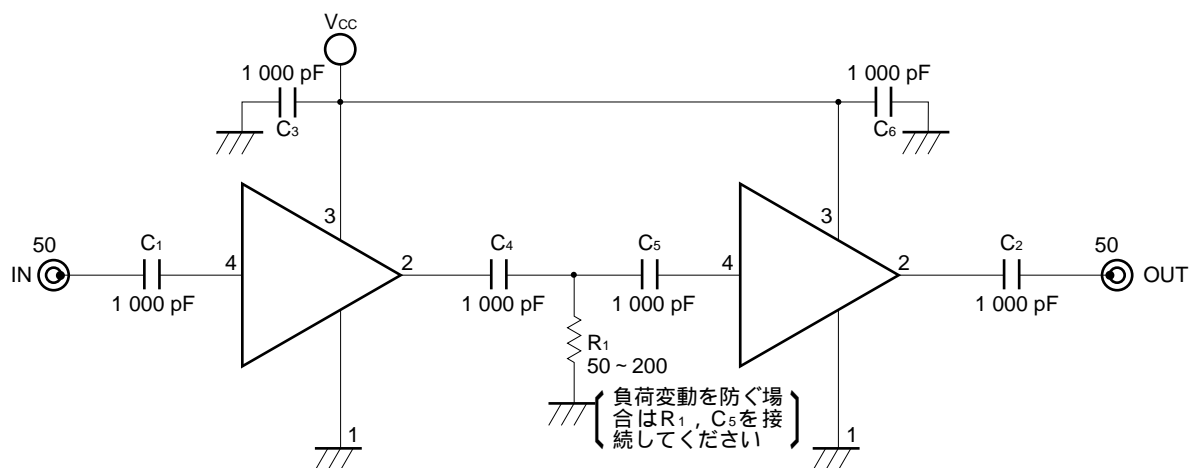 VCC
1 000 pF
C3
1 000 pF
C6
50
IN
C1
1 000 pF
4
3
2
1
C4
1 000 pF
C5
1 000 pF
R1
50 ~ 200
負荷変動を防ぐ場
合はR1 , C5を接
続してください
4
3
2
1
C2
1 000 pF
50
OUT